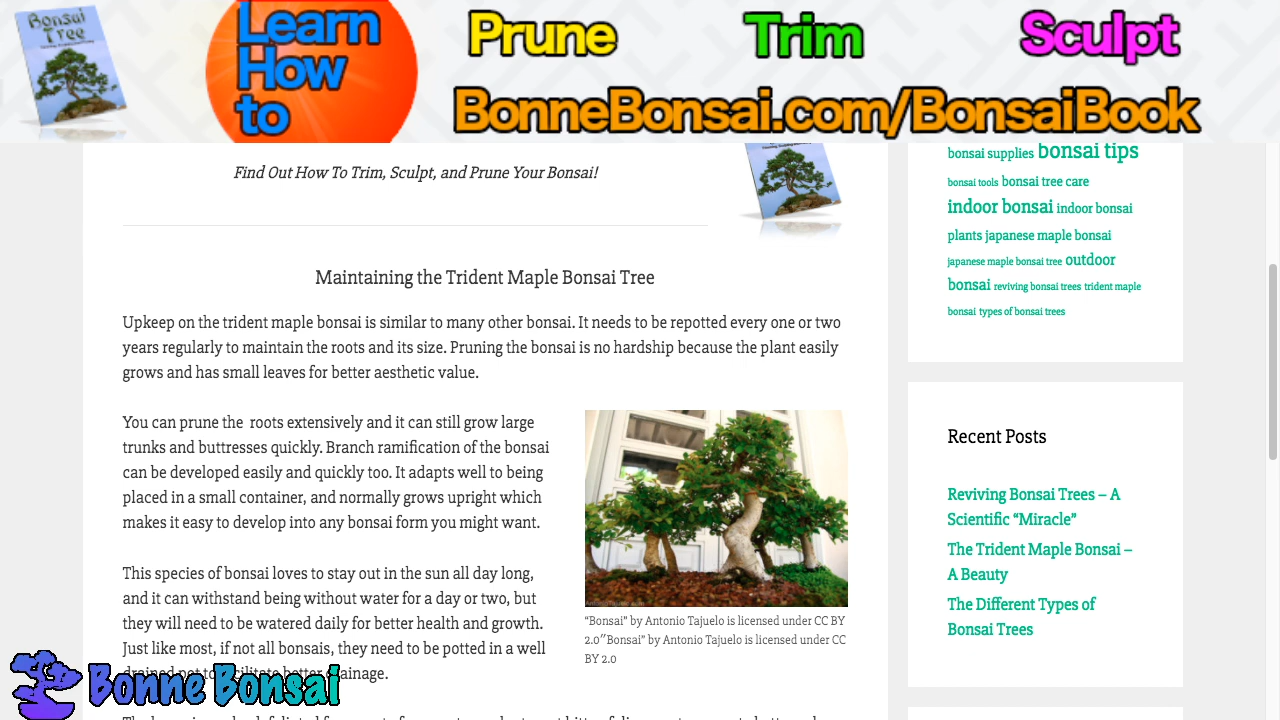 Bonsai
Tree
Learn
How
to
Prune
Trim
Sculpt
BonneBonsai.com/BonsaiBook
Find Out How To Trim, Sculpt, and Prune Your Bonsai!
Maintaining the Trident Maple Bonsai Tree
Upkeep on the trident maple bonsai is similar to many other bonsai. It needs to be repotted every one or two
years regularly to maintain the roots and its size. Pruning the bonsai is no hardship because the plant easily
grows and has small leaves for better aesthetic value.
You can prune the  roots extensively and it can still grow large
trunks and buttresses quickly. Branch ramification of the bonsai
can be developed easily and quickly too. It adapts well to being
placed in a small container, and normally grows upright which
makes it easy to develop into any bonsai form you might want.
This species of bonsai loves to stay out in the sun all day long,
and it can withstand being without water for a day or two, but
they will need to be watered daily for better health and growth.
Just like most, if not all bonsais, they need to be potted in a well
drained pot to facilitate better drainage.
"Bonsai" by Antonio Tajuelo is licensed under CC BY
2.0″Bonsai" by Antonio Tajuelo is licensed under CC
BY 2.0
bonsai supplies bonsai tips
bonsai tools bonsai tree care
indoor bonsai indoor bonsai
plants japanese maple bonsai
japanese maple bonsai tree outdoor
bonsai reviving bonsai trees trident maple
bonsai types of bonsai trees
Recent Posts
Reviving Bonsai Trees – A
Scientific “Miracle”
The Trident Maple Bonsai –
A Beauty
The Different Types of
Bonsai Trees
Bonne Bonsai